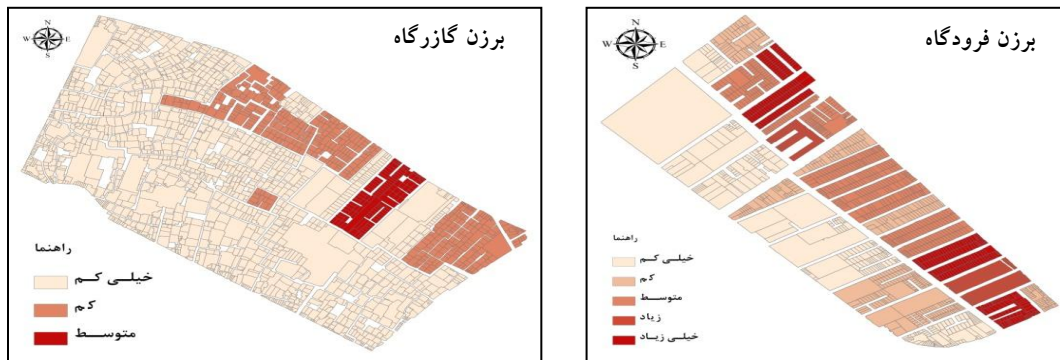 برزن فرودگاه
N
W E
S
راهنما
خیلی کم
کم
متوسط
زیاد
خیلی زیاد
برزن گازرگاه
N
W E
S
راهنما
خیلی کم
کم
متوسط